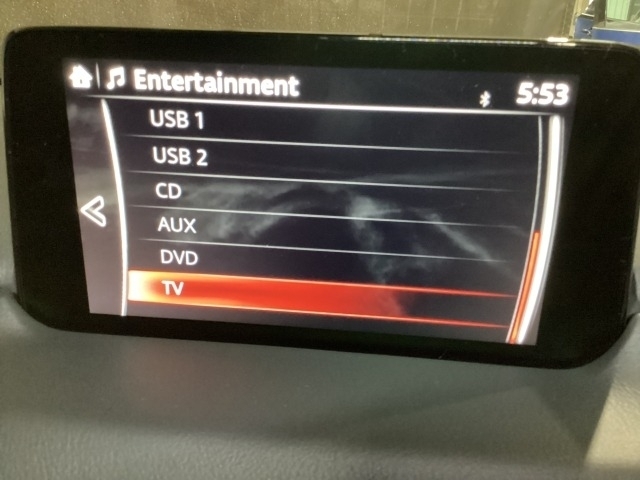 Entertainment
5:53
USB 1
USB 2
CD
AUX
DVD
TV